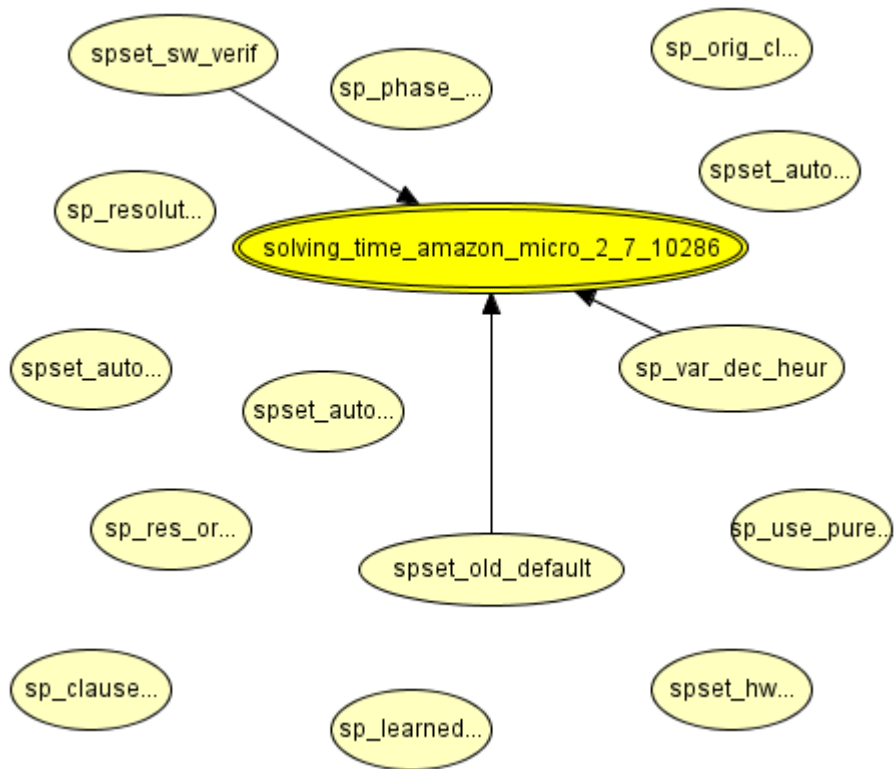 spset_sw_verif
sp_orig_cl...
sp_phase_...
spset_auto...
sp_resolut...
solving_time_amazon_micro_2_7_10286
spset_auto...
sp_var_dec_heur
spset_auto...
sp_res_or...
sp_use_pure...
spset_old_default
sp_clause...
spset_hw...
sp_learned...